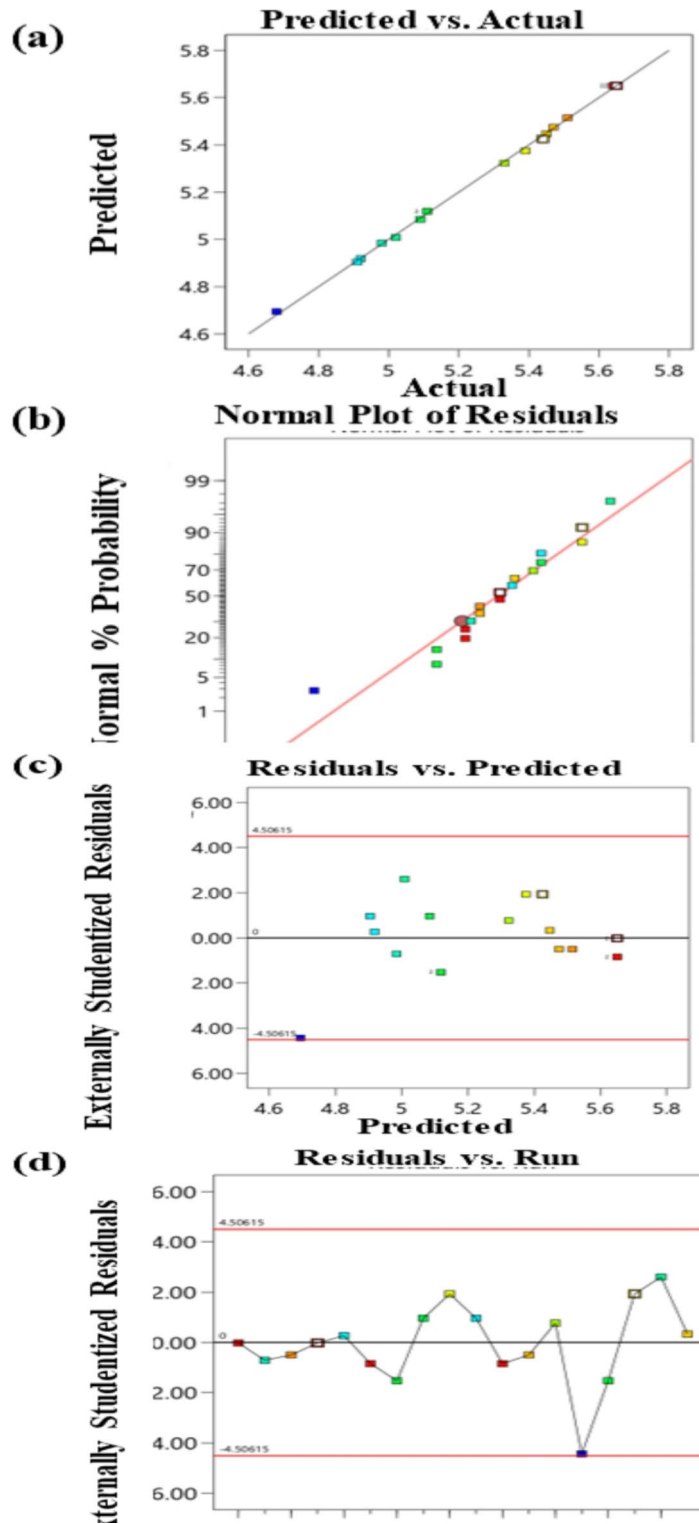 (a)
Predicted vs. Actual
Predicted
5.8
5.6
5.4
5.2
5
4.8
4.6
4.6 4.8 5 5.2 5.4 5.6 5.8
Actual
(b)
Normal Plot of Residuals
Normal Plot of Residuals
ormal % Probability
99
90
70
50
20
5
1
(c)
Residuals vs. Predicted
Externally Studentized Residuals
6.00
4.00
2.00
0.00
2.00
4.00
6.00
4.50615
0
-4.50615
4.6 4.8 5 5.2 5.4 5.6 5.8
Predicted
(d)
Residuals vs. Run
xternally Studentized Residuals
6.00
4.00
2.00
0.00
2.00
4.00
6.00
4.50615
0
-4.50615